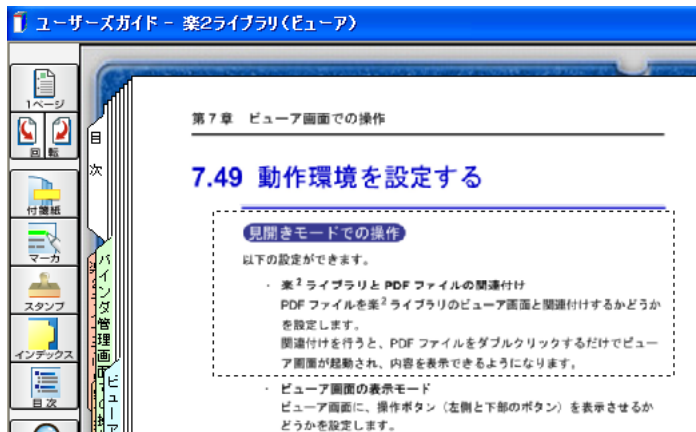 ユーザーズガイド - 楽2ライブラリ(ビューア)
1ページ
回 転
付箋紙
マーカ
スタンプ
インデックス
目次
目次
バインダ管理画面での操
ビューア
第7章 ビューア画面での操作
7.49 動作環境を設定する
見開きモードでの操作
以下の設定ができます。
・ 楽2 ライブラリと PDF ファイルの関連付け
PDF ファイルを楽2 ライブラリのビューア画面と関連付けするかどうか
を設定します。
関連付けを行うと、PDF ファイルをダブルクリックするだけでビュー
ア画面が起動され、内容を表示できるようになります。
・ ビューア画面の表示モード
ビューア画面に、操作ボタン（左側と下部のボタン）を表示させるか
どうかを設定します。